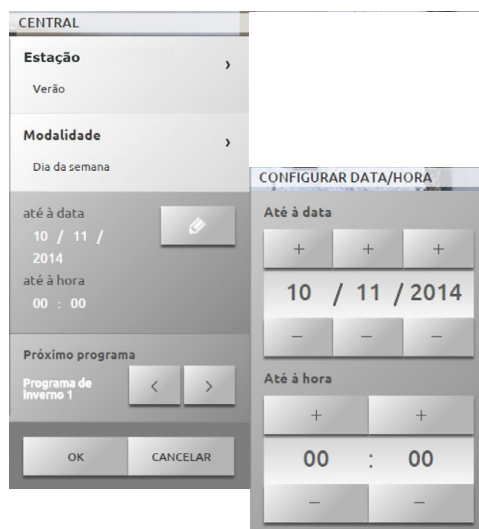 CENTRAL
Estação
›
Verão
Modalidade
›
Dia da semana
até à data
10 / 11 /
2014
até à hora
00 : 00
Próximo programa
Programa de
inverno 1
<
>
OK
CANCELAR
CONFIGURAR DATA/HORA
Até à data
+ + +
10 / 11 / 2014
− − −
Até à hora
+ +
00 : 00
− −